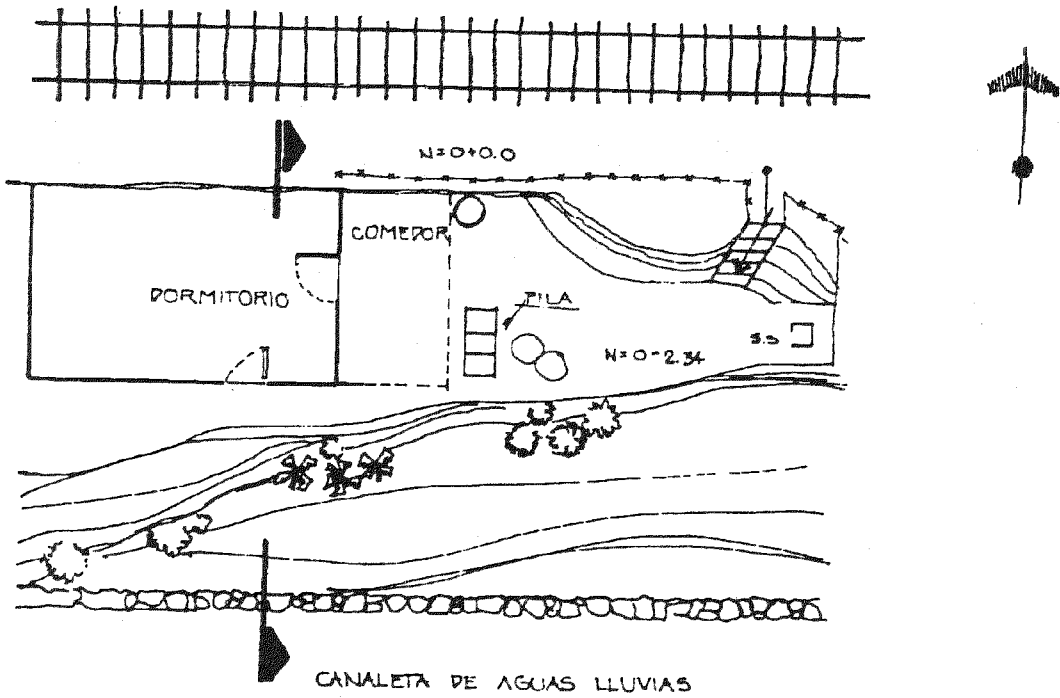 N=0+0.0
COMEDOR
DORMITORIO
PILA
S.S
N=0-2.34
CANALETA DE AGUAS LLUVIAS